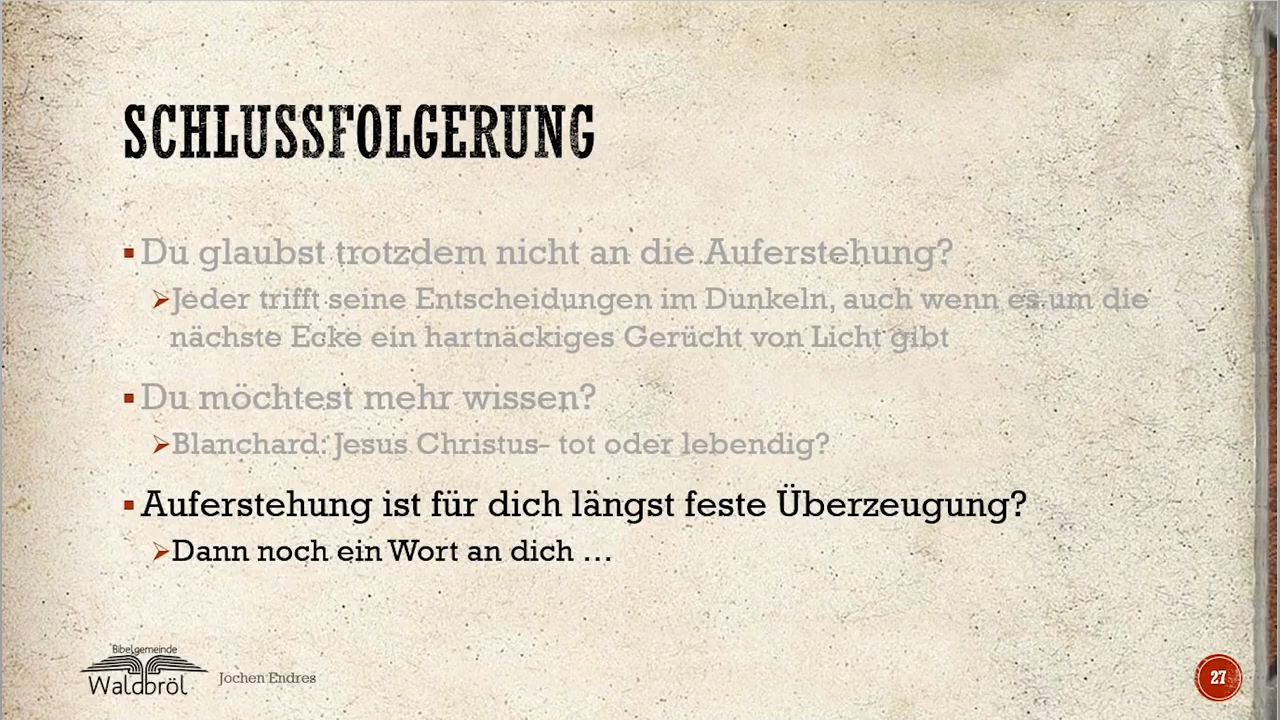 SCHLUSSFOLGERUNG
Du glaubst trotzdem nicht an die Auferstehung?
Jeder trifft seine Entscheidungen im Dunkeln, auch wenn es um die
nächste Ecke ein hartnäckiges Gerücht von Licht gibt
Du möchtest mehr wissen?
Blanchard: Jesus Christus- tot oder lebendig?
Auferstehung ist für dich längst feste Überzeugung?
Dann noch ein Wort an dich …
Bibelgemeinde
Waldbröl
Jochen Endres
27